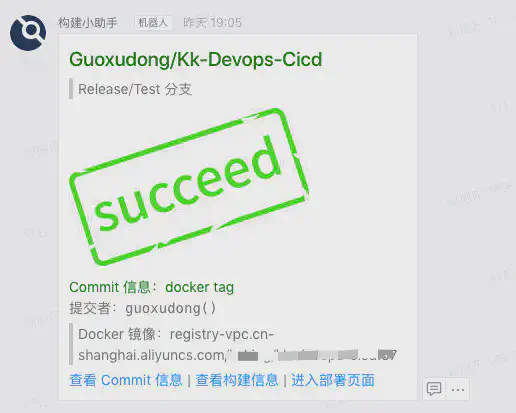 构建小助手 机器人 昨天 19:05
Guoxudong/Kk-Devops-Cicd
Release/Test 分支
succeed
Commit 信息：docker tag
提交者：guoxudong()
Docker 镜像：registry-vpc.cn-
shanghai.aliyuncs.com/
查看 Commit 信息 | 查看构建信息 | 进入部署页面